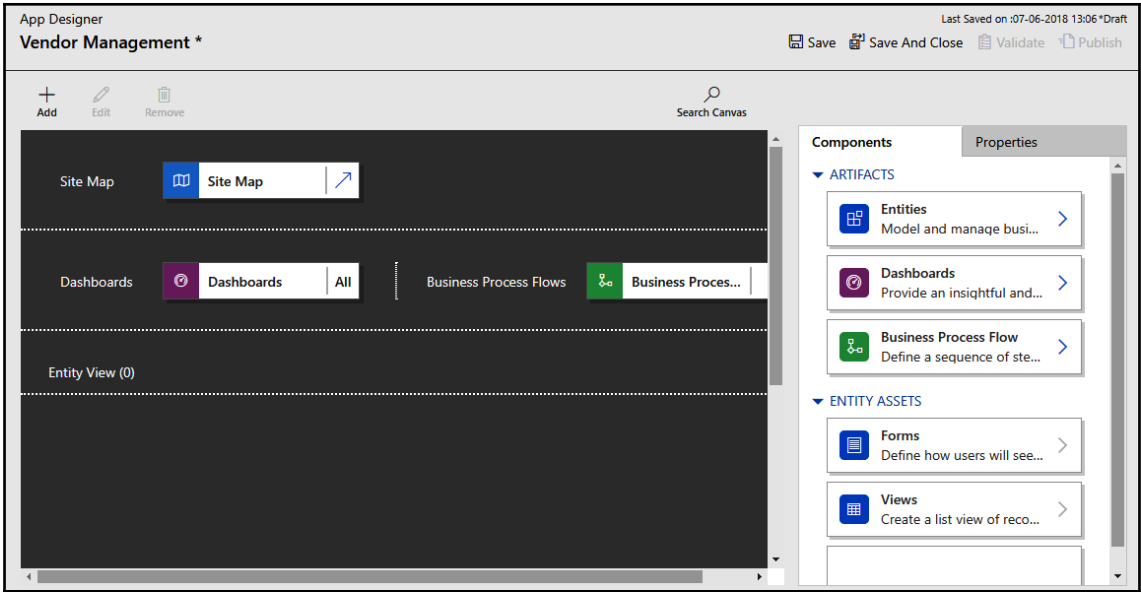 App Designer
Last Saved on :07-06-2018 13:06 *Draft
Vendor Management *
Save
Save And Close
Validate
Publish
Add
Edit
Remove
Search Canvas
Components
Properties
Site Map
Site Map
Dashboards
Dashboards
All
Business Process Flows
Business Proces...
Entity View (0)
ARTIFACTS
Entities
Model and manage busi...
Dashboards
Provide an insightful and...
Business Process Flow
Define a sequence of ste...
ENTITY ASSETS
Forms
Define how users will see...
Views
Create a list view of reco...